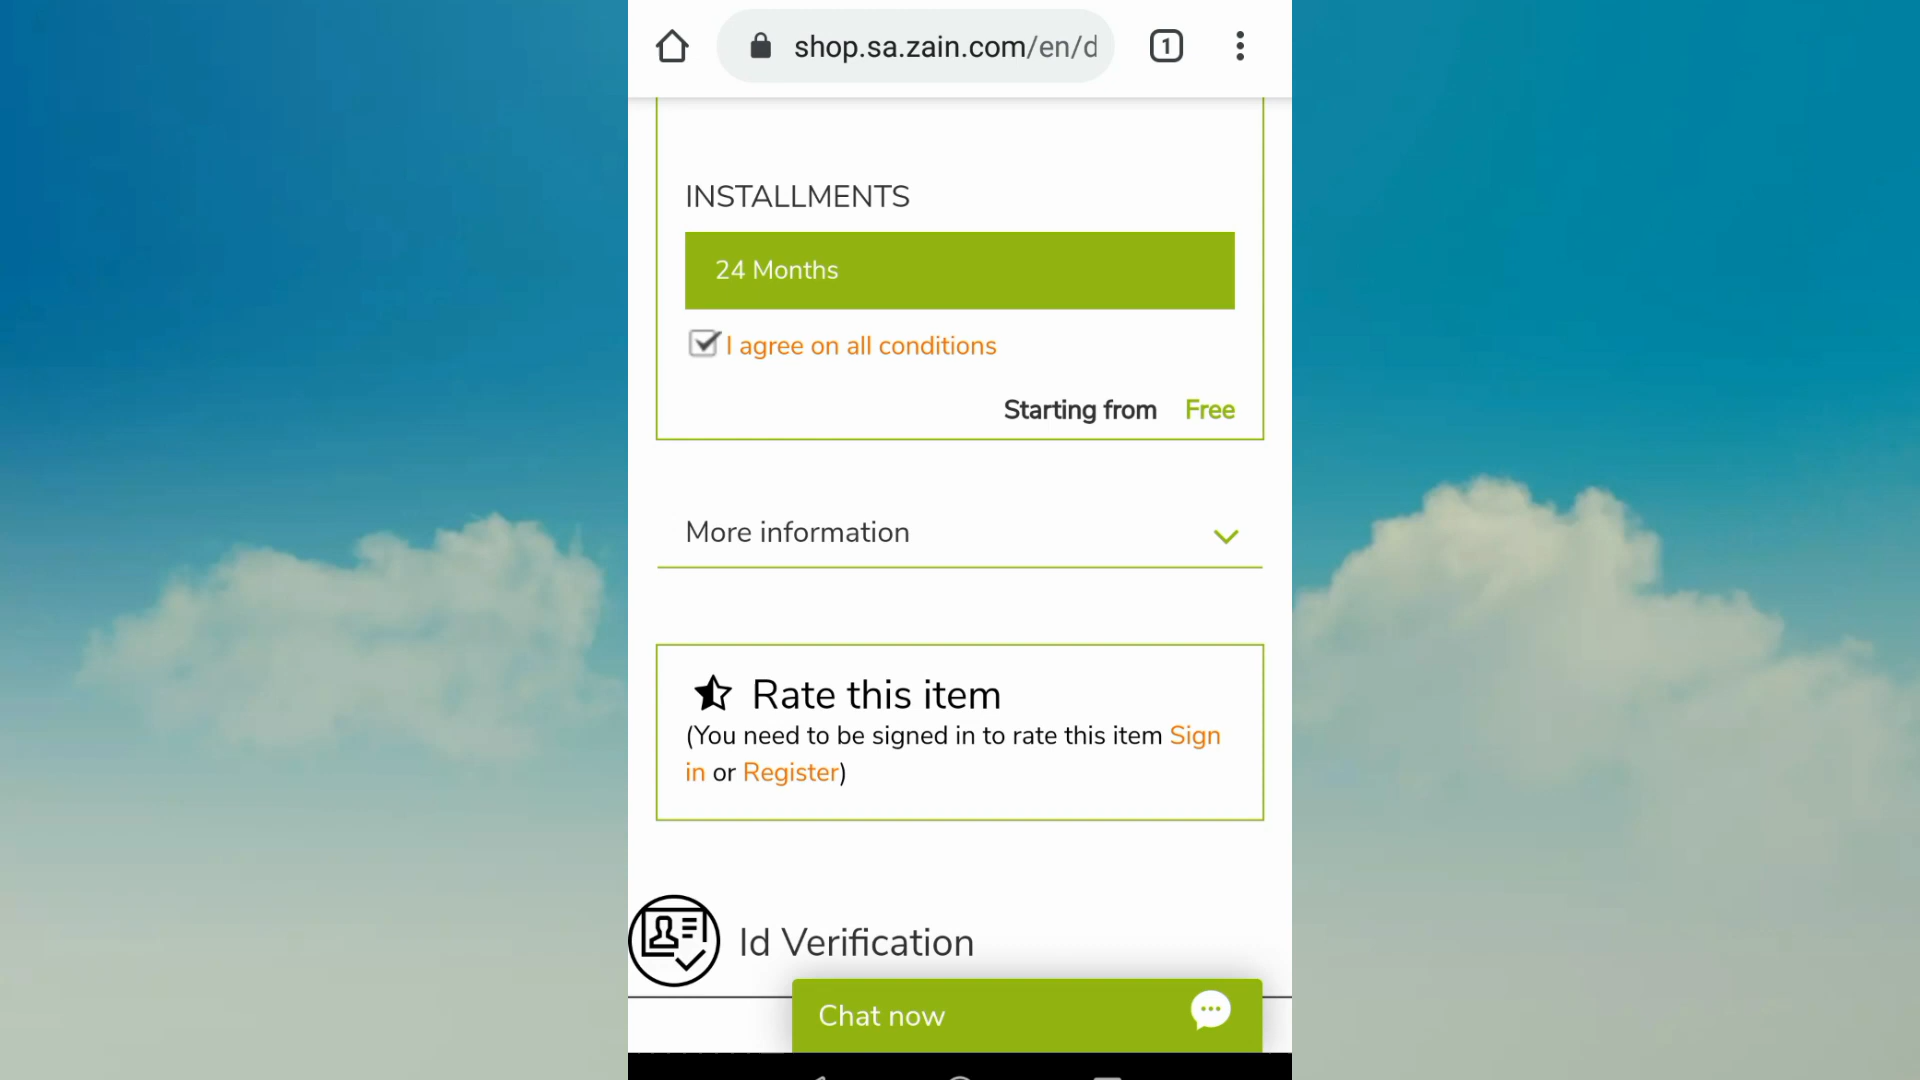 shop.sa.zain.com/en/d
1
INSTALLMENTS
24 Months
I agree on all conditions
Starting from Free
More information
Rate this item
(You need to be signed in to rate this item Sign
in or Register)
Id Verification
Chat now